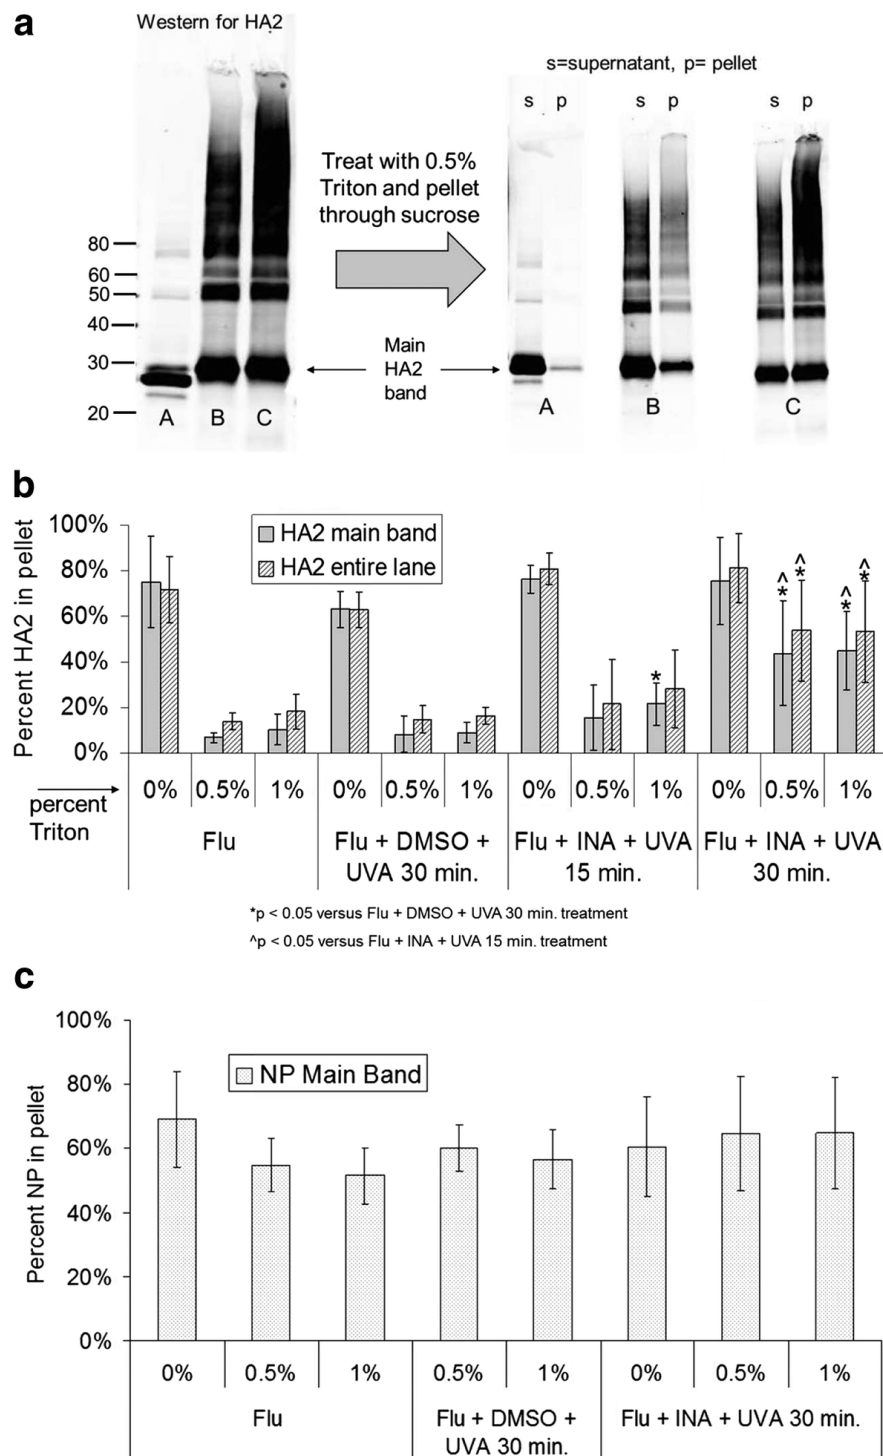 a
Western for HA2
s=supernatant, p= pellet
s p s p s p
Treat with 0.5%
Triton and pellet
through sucrose
80
60
50
40
30
20
Main
HA2
band
A B C
A B C
b
Percent HA2 in pellet
100%
80%
60%
40%
20%
0%
HA2 main band
HA2 entire lane
* ^ * ^ * ^ * ^ *
percent
Triton
0% 0.5% 1% 0% 0.5% 1% 0% 0.5% 1% 0% 0.5% 1%
Flu
Flu + DMSO +
UVA 30 min.
Flu + INA + UVA
15 min.
Flu + INA + UVA
30 min.
*p < 0.05 versus Flu + DMSO + UVA 30 min. treatment
^p < 0.05 versus Flu + INA + UVA 15 min. treatment
c
Percent NP in pellet
100%
80%
60%
40%
20%
0%
NP Main Band
0% 0.5% 1% 0.5% 1% 0% 0.5% 1%
Flu
Flu + DMSO +
UVA 30 min.
Flu + INA + UVA 30 min.